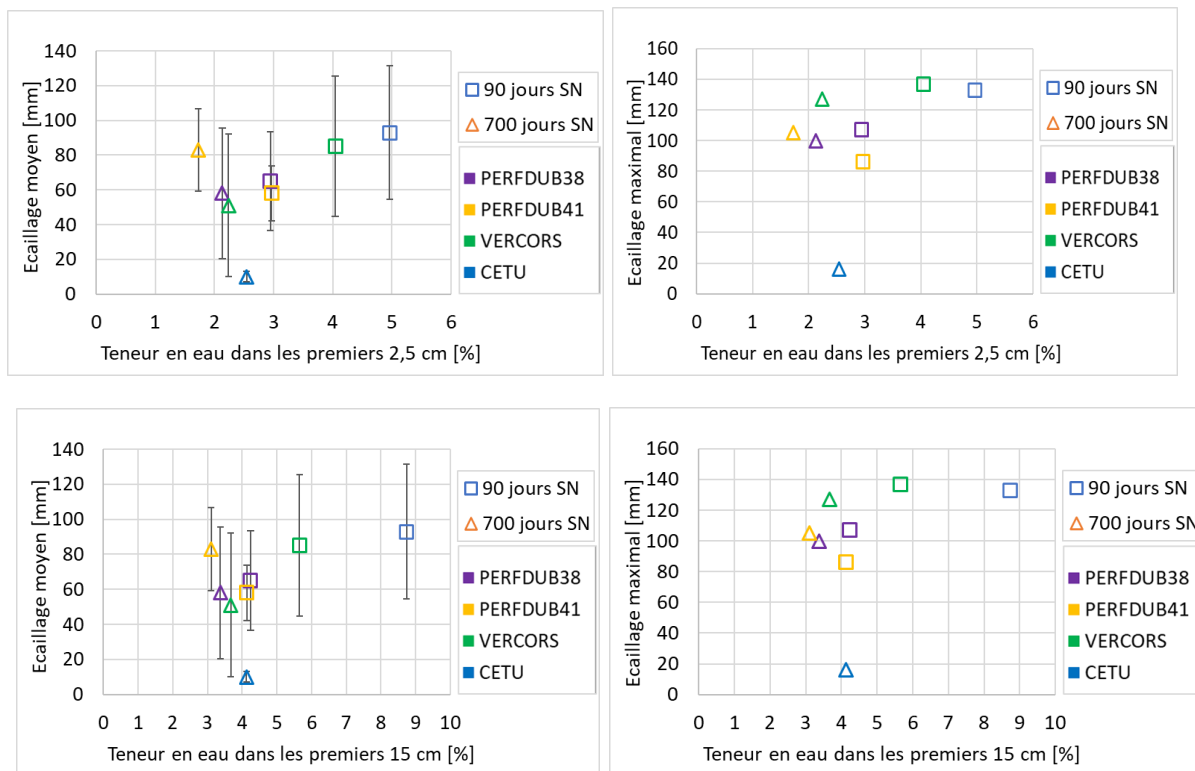 140
120
100
80
60
40
20
0
Ecaillage moyen [mm]
0 1 2 3 4 5 6
Teneur en eau dans les premiers 2,5 cm [%]
90 jours SN
700 jours SN
PERFDUB38
PERFDUB41
VERCORS
CETU
160
140
120
100
80
60
40
20
0
Ecaillage maximal [mm]
0 1 2 3 4 5 6
Teneur en eau dans les premiers 2,5 cm [%]
90 jours SN
700 jours SN
PERFDUB38
PERFDUB41
VERCORS
CETU
140
120
100
80
60
40
20
0
Ecaillage moyen [mm]
0 1 2 3 4 5 6 7 8 9 10
Teneur en eau dans les premiers 15 cm [%]
90 jours SN
700 jours SN
PERFDUB38
PERFDUB41
VERCORS
CETU
160
140
120
100
80
60
40
20
0
Ecaillage maximal [mm]
0 1 2 3 4 5 6 7 8 9 10
Teneur en eau dans les premiers 15 cm [%]
90 jours SN
700 jours SN
PERFDUB38
PERFDUB41
VERCORS
CETU